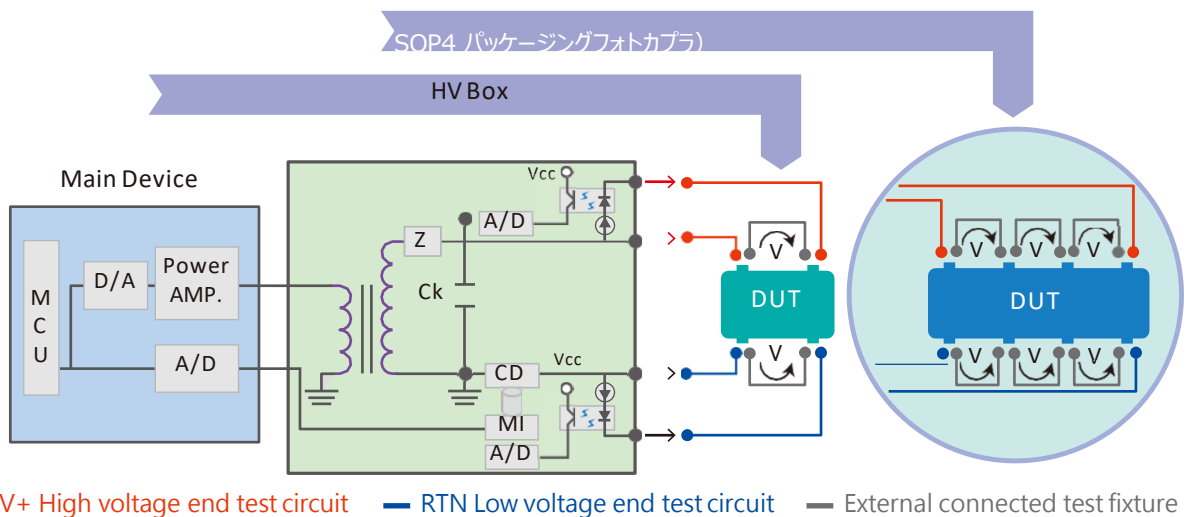 SOP4 パッケージングフォトカプラ）
HV Box
Main Device
MCU
D/A
Power
AMP.
A/D
Z
Ck
A/D
Vcc
CD
MI
A/D
Vcc
V
DUT
V
V V V
DUT
V V V
V+ High voltage end test circuit
RTN Low voltage end test circuit
External connected test fixture